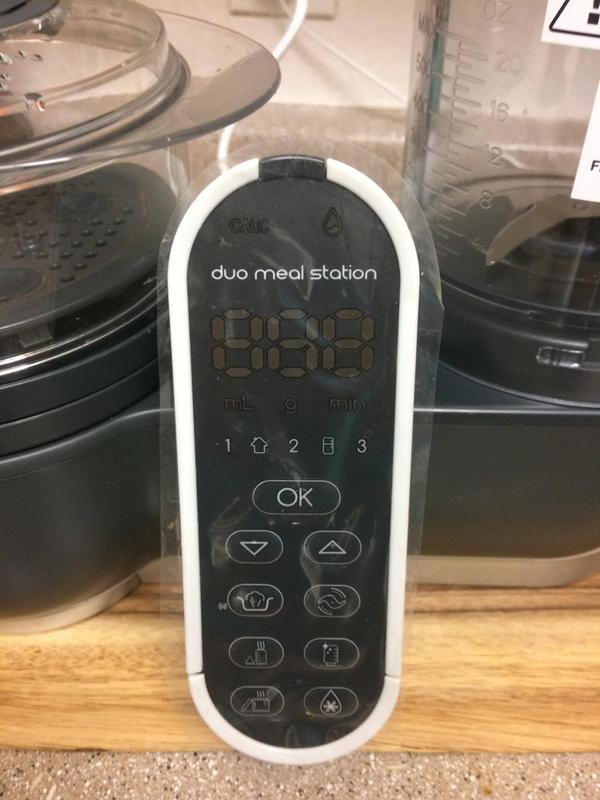 OZ
20
16
12
8
CALC
duo meal station
888
mL g min
1 2 3
OK